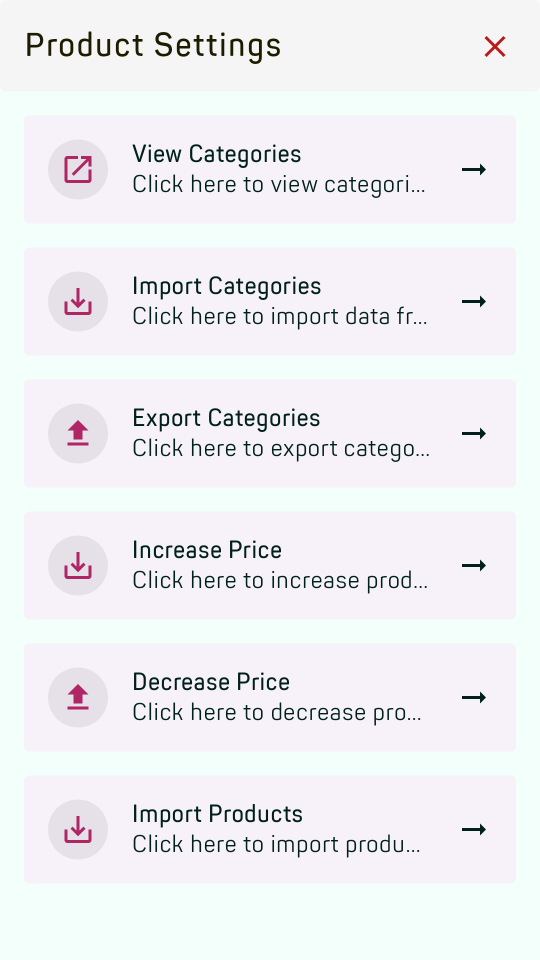 Product Settings
View Categories
Click here to view categori...
Import Categories
Click here to import data fr...
Export Categories
Click here to export catego...
Increase Price
Click here to increase prod...
Decrease Price
Click here to decrease pro...
Import Products
Click here to import produ...